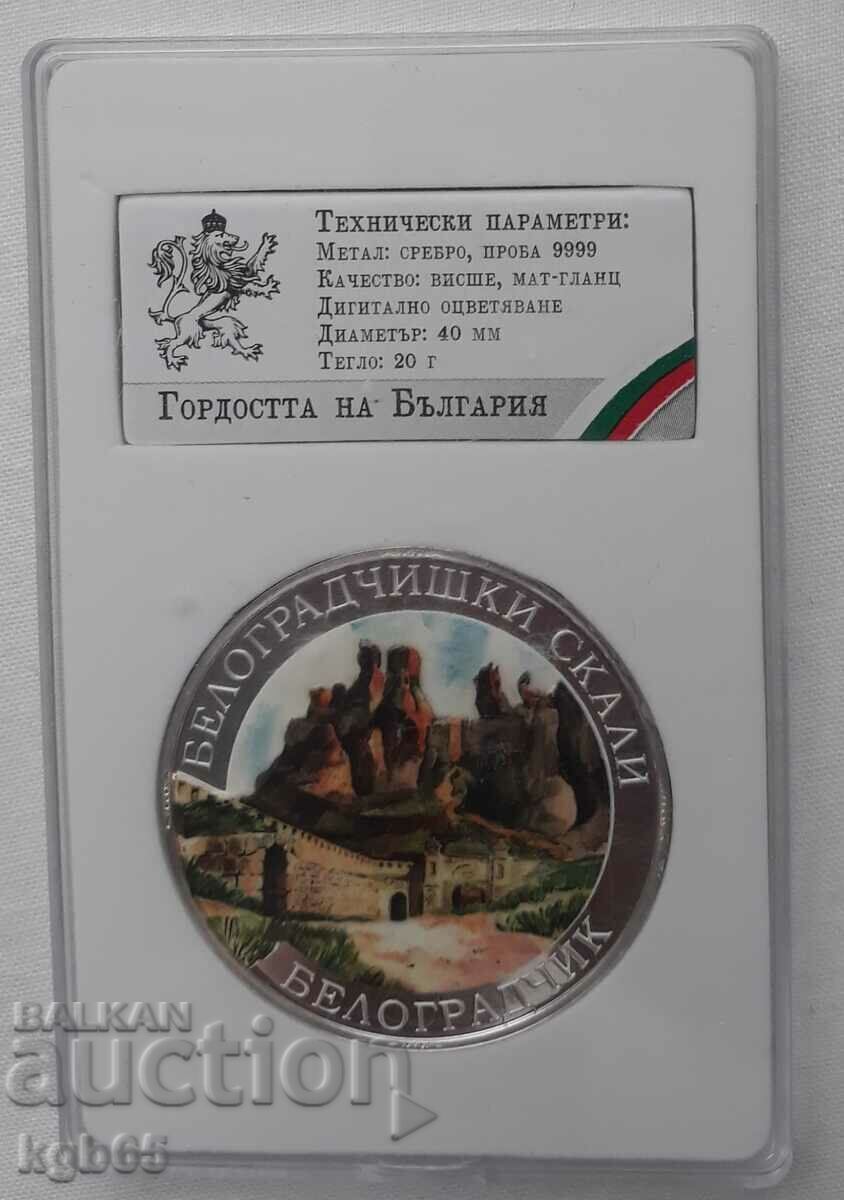 Технически параметри:
Метал: сребро, проба 9999
Качество: висше, мат-гланц
Дигитално оцветяване
Диаметър: 40 мм
Тегло: 20 г
Гордостта на България
БЕЛОГРАДЧИШКИ СКАЛИ
БЕЛОГРАДЧИК
BALKAN
auction
kgb65